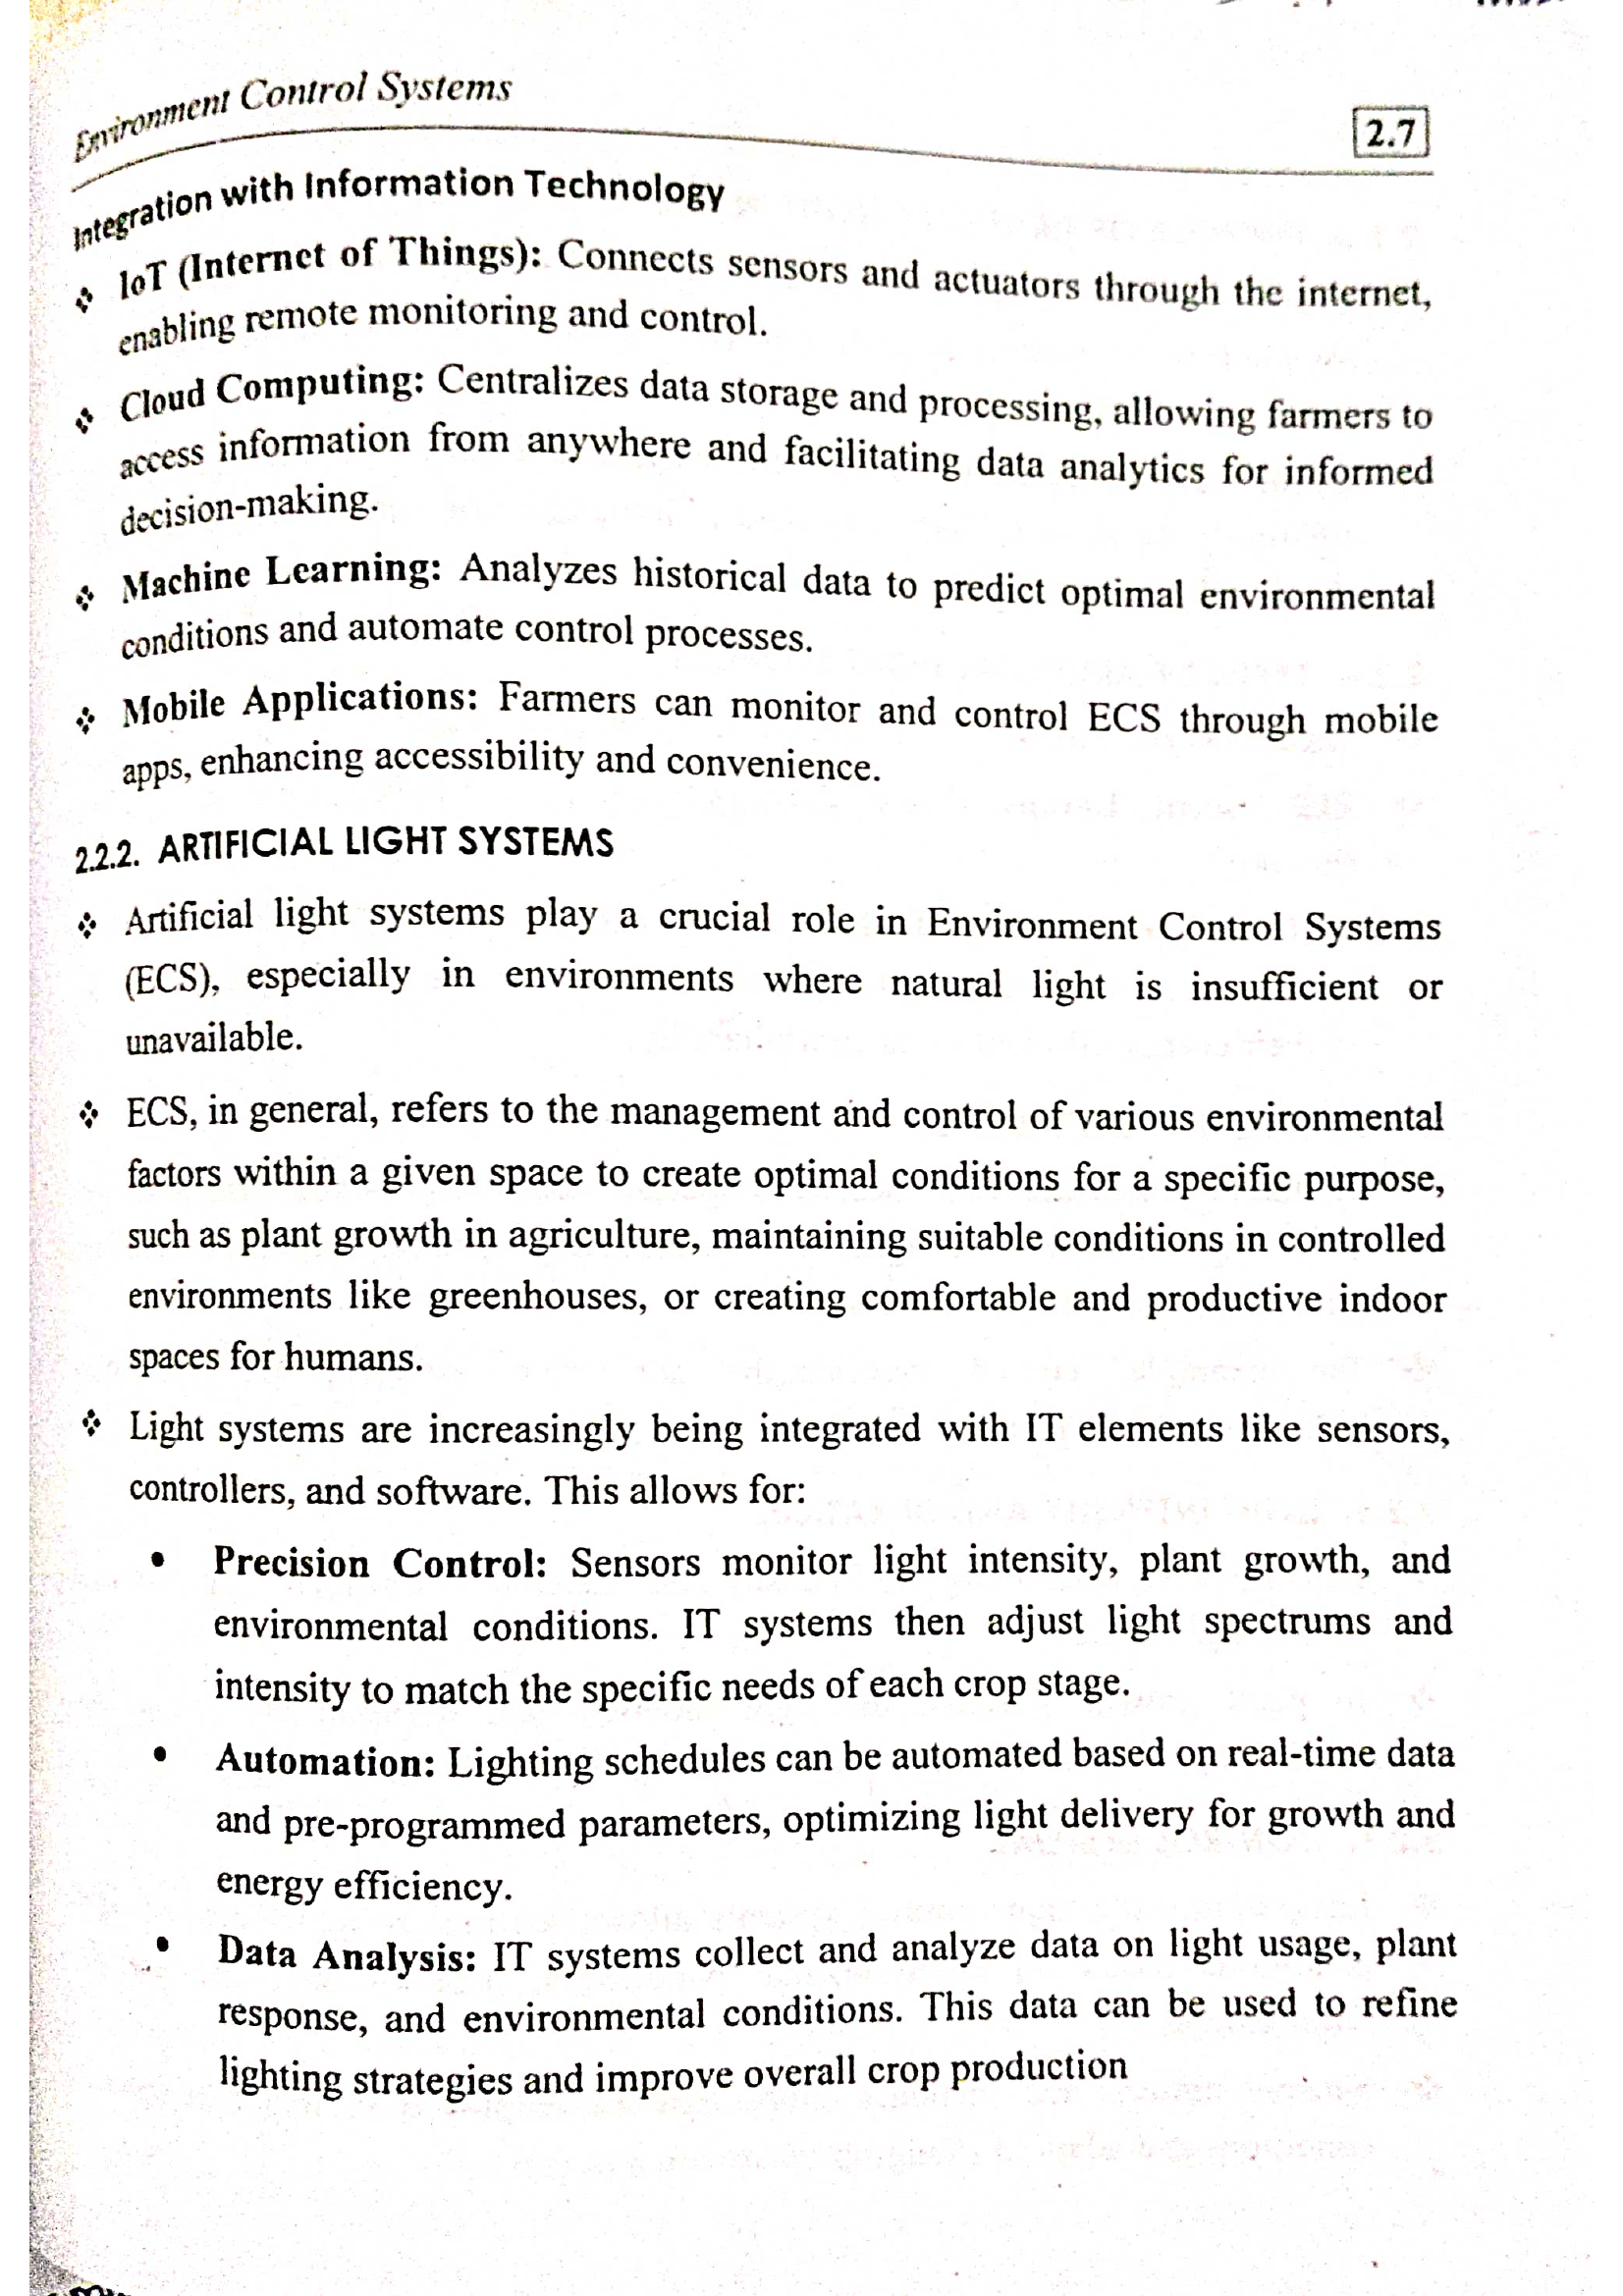 Environment Control Systems
2.7
Integration with Information Technology
❖ IoT (Internet of Things): Connects sensors and actuators through the internet,
enabling remote monitoring and control.
❖ Cloud Computing: Centralizes data storage and processing, allowing farmers to
access information from anywhere and facilitating data analytics for informed
decision-making.
❖ Machine Learning: Analyzes historical data to predict optimal environmental
conditions and automate control processes.
❖ Mobile Applications: Farmers can monitor and control ECS through mobile
apps, enhancing accessibility and convenience.
2.2.2. ARTIFICIAL LIGHT SYSTEMS
❖ Artificial light systems play a crucial role in Environment Control Systems
(ECS), especially in environments where natural light is insufficient or
unavailable.
❖ ECS, in general, refers to the management and control of various environmental
factors within a given space to create optimal conditions for a specific purpose,
such as plant growth in agriculture, maintaining suitable conditions in controlled
environments like greenhouses, or creating comfortable and productive indoor
spaces for humans.
❖ Light systems are increasingly being integrated with IT elements like sensors,
controllers, and software. This allows for:
• Precision Control: Sensors monitor light intensity, plant growth, and
environmental conditions. IT systems then adjust light spectrums and
intensity to match the specific needs of each crop stage.
• Automation: Lighting schedules can be automated based on real-time data
and pre-programmed parameters, optimizing light delivery for growth and
energy efficiency.
• Data Analysis: IT systems collect and analyze data on light usage, plant
response, and environmental conditions. This data can be used to refine
lighting strategies and improve overall crop production